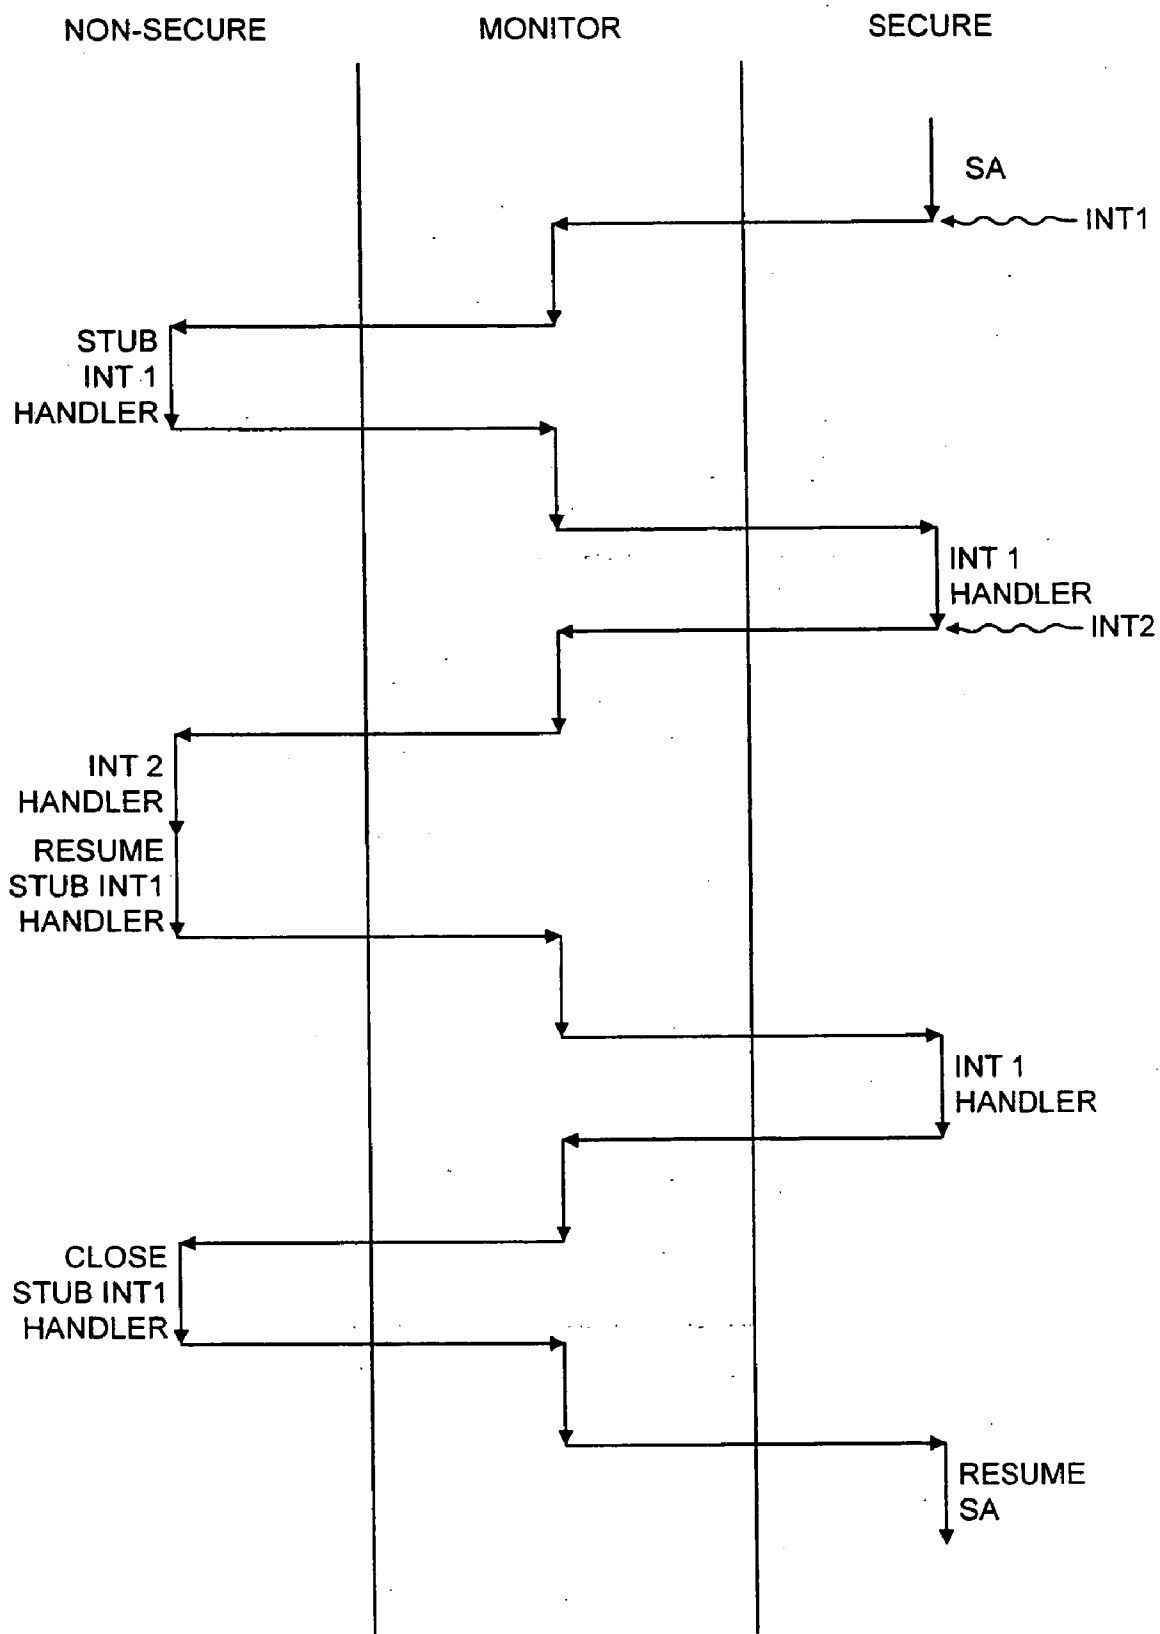 NON-SECURE
MONITOR
SECURE
SA
INT1
STUB
INT 1
HANDLER
INT 1
HANDLER
INT2
INT 2
HANDLER
RESUME
STUB INT1
HANDLER
INT 1
HANDLER
CLOSE
STUB INT1
HANDLER
RESUME
SA